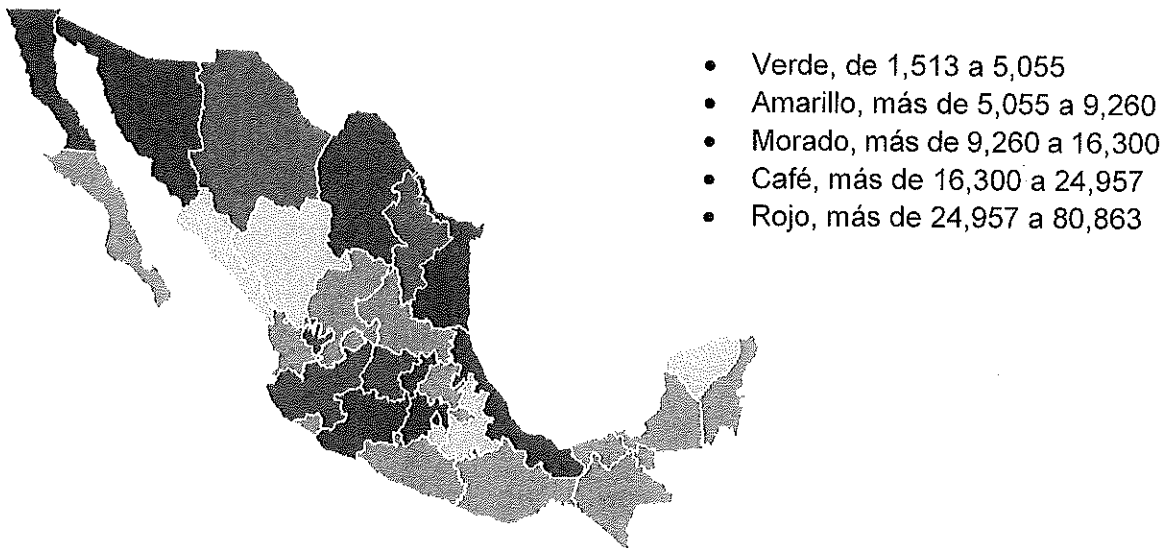 • Verde, de 1,513 a 5,055
• Amarillo, más de 5,055 a 9,260
• Morado, más de 9,260 a 16,300
• Café, más de 16,300 a 24,957
• Rojo, más de 24,957 a 80,863